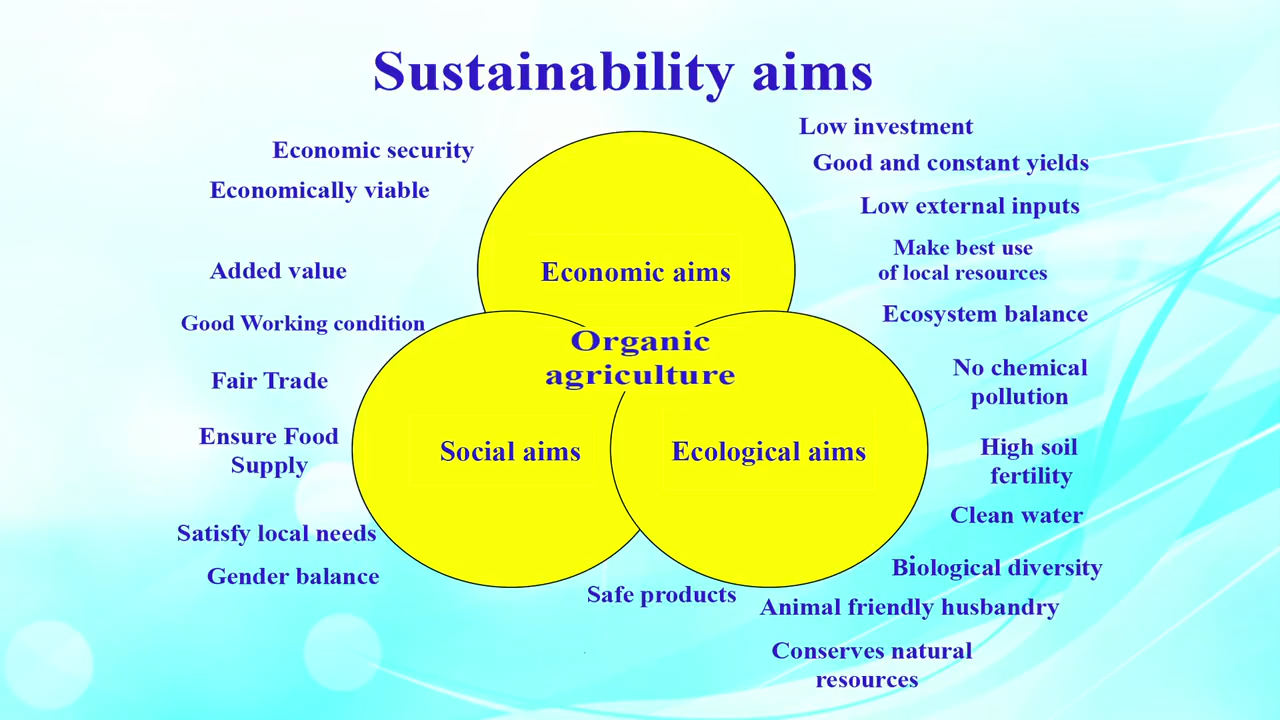 Sustainability aims
Economic security
Economically viable
Added value
Good Working condition
Fair Trade
Ensure Food
Supply
Satisfy local needs
Gender balance
Economic aims
Organic
agriculture
Social aims
Ecological aims
Safe products
Low investment
Good and constant yields
Low external inputs
Make best use
of local resources
Ecosystem balance
No chemical
pollution
High soil
fertility
Clean water
Biological diversity
Animal friendly husbandry
Conserves natural
resources